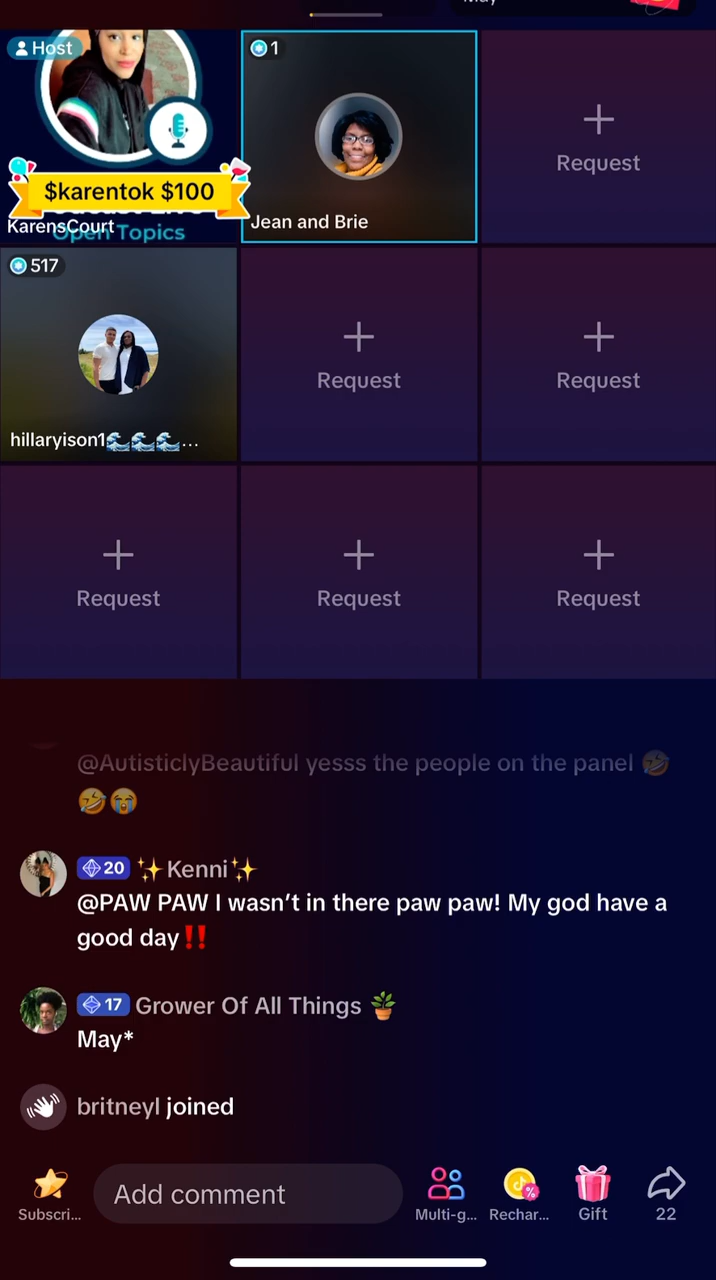 May
Host
$karentok $100
KarensCourt
Open Topics
1
Jean and Brie
Request
517
hillaryison1🌊🌊🌊...
Request
Request
Request
Request
Request
@AutisticlyBeautiful yesss the people on the panel 🤣
🤣😭
20 ✨Kenni✨
@PAW PAW I wasn't in there paw paw! My god have a
good day‼️
17 Grower Of All Things 🪴
May*
britneyl joined
Subscri...
Add comment
Multi-g...
Rechar...
Gift
22